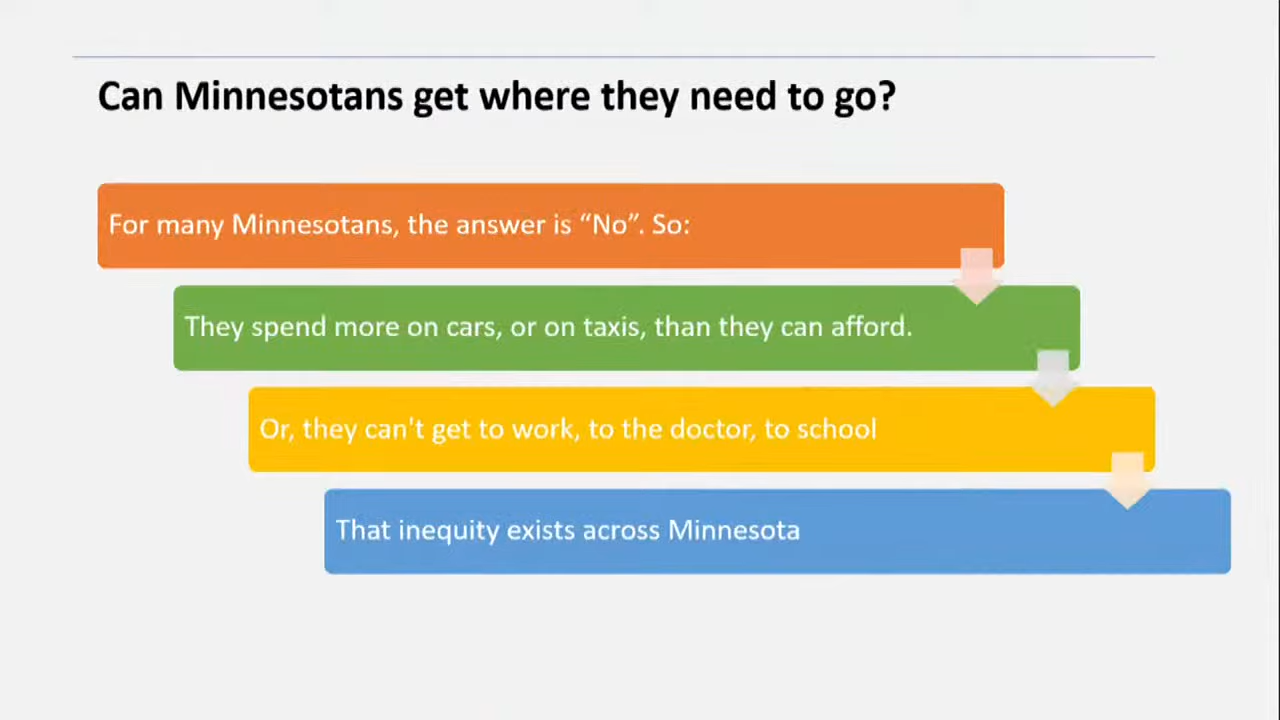 Can Minnesotans get where they need to go?
For many Minnesotans, the answer is “No”. So:
They spend more on cars, or on taxis, than they can afford.
Or, they can't get to work, to the doctor, to school
That inequity exists across Minnesota